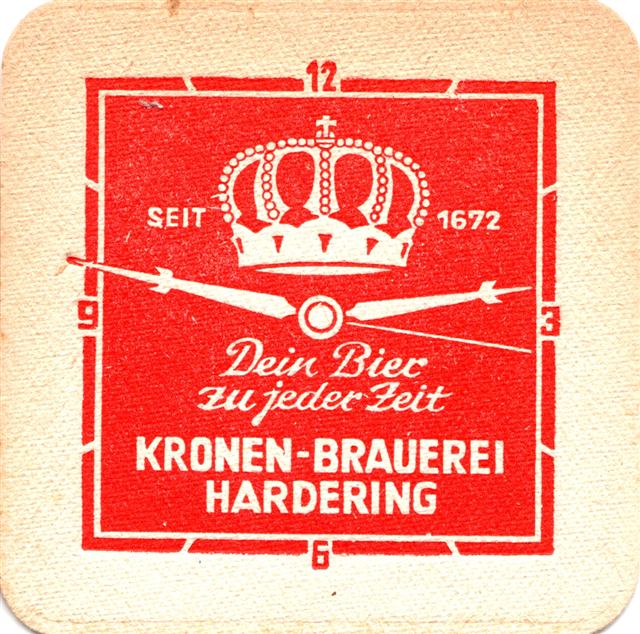 12
SEIT 1672
9 3
Dein Bier
zu jeder Zeit
KRONEN-BRAUEREI
HARDERING
6